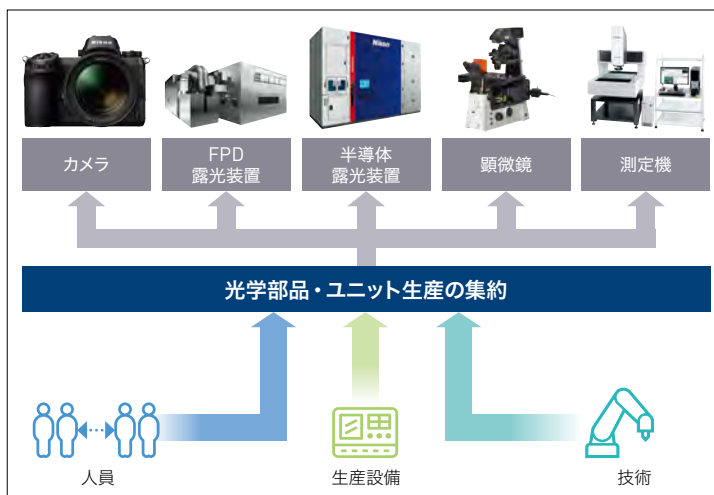 Nikon
Nikon
カメラ
FPD
露光装置
半導体
露光装置
顕微鏡
測定機
光学部品・ユニット生産の集約
人員
生産設備
技術